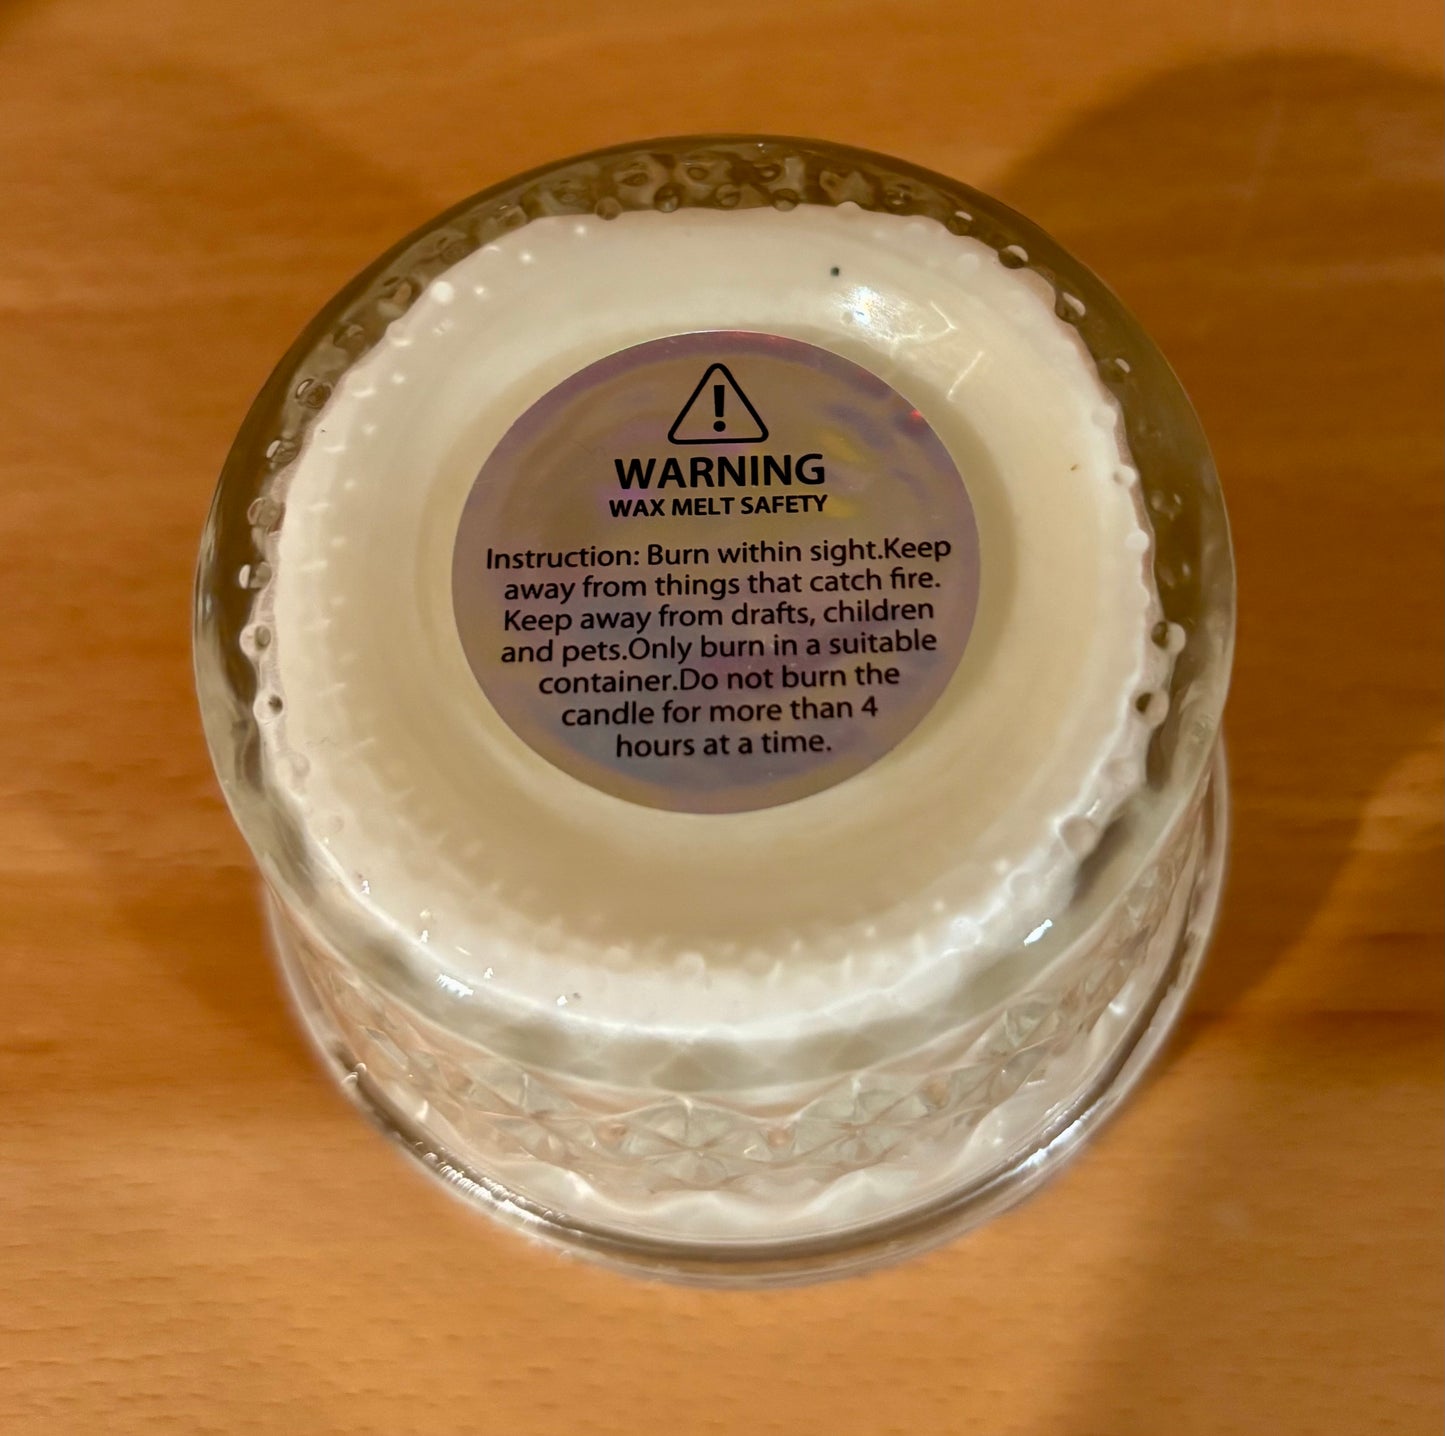 !
WARNING
WAX MELT SAFETY
Instruction: Burn within sight.Keep
away from things that catch fire.
Keep away from drafts, children
and pets.Only burn in a suitable
container.Do not burn the
candle for more than 4
hours at a time.